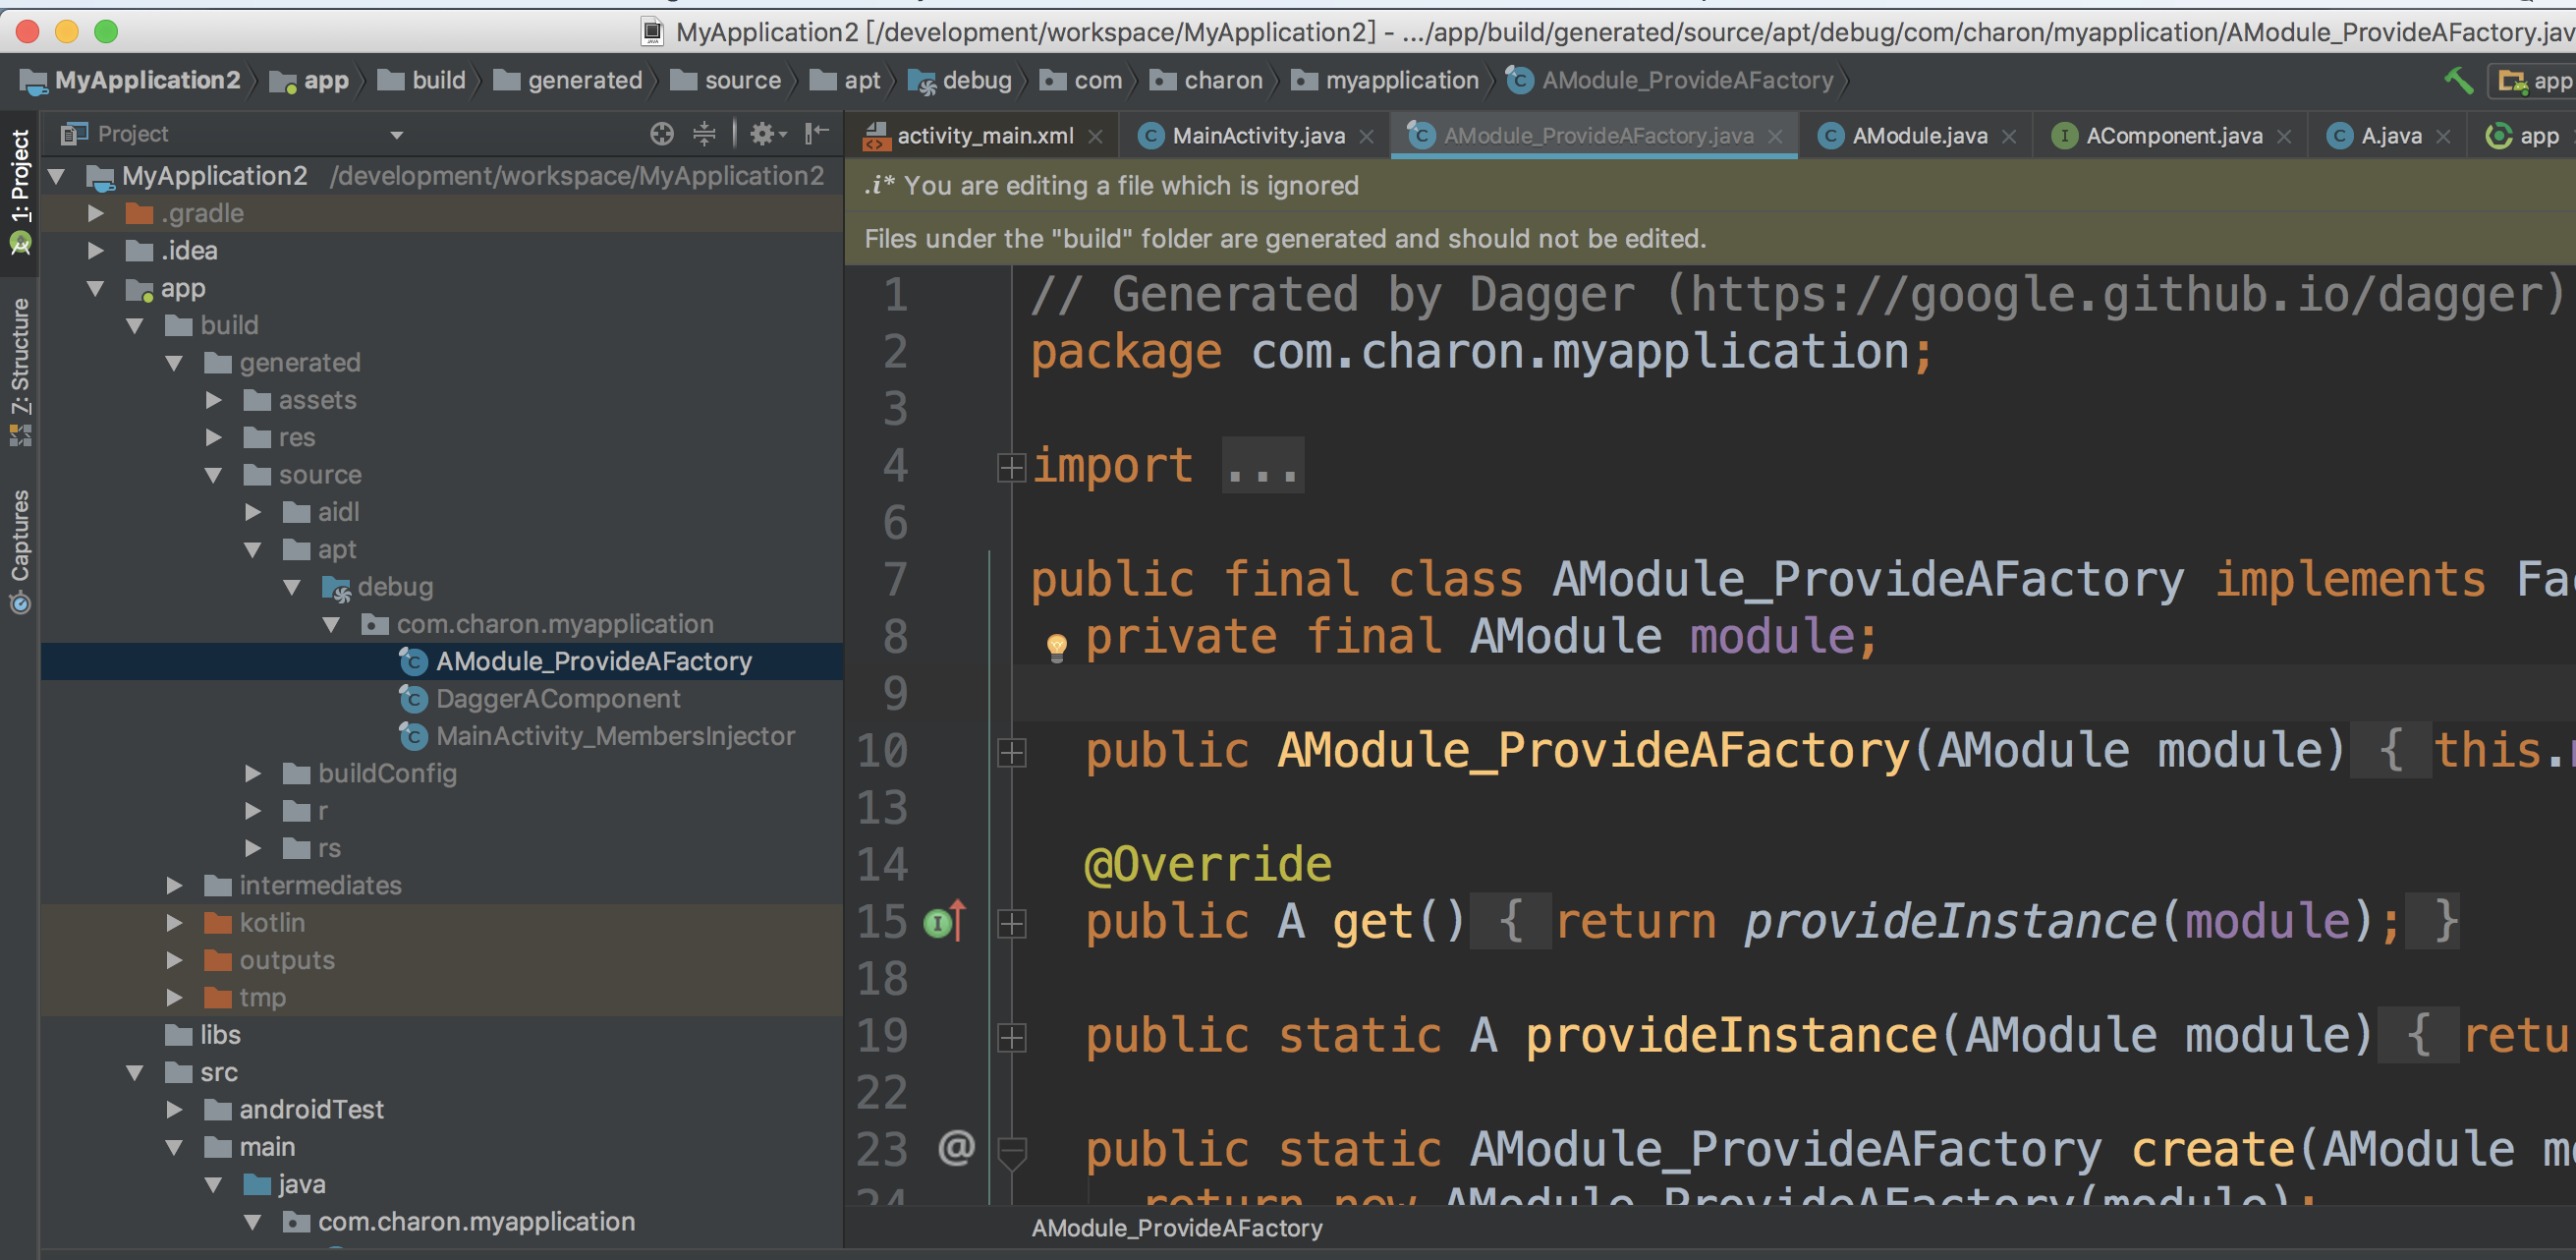 MyApplication2 [/development/workspace/MyApplication2] - .../app/build/generated/source/apt/debug/com/charon/myapplication/AModule_ProvideAFactory.jav
MyApplication2 app build generated source apt debug com charon myapplication AModule_ProvideAFactory app
1: Project
Z: Structure
Captures
Project
MyApplication2 /development/workspace/MyApplication2
.gradle
.idea
app
build
generated
assets
res
source
aidl
apt
debug
com.charon.myapplication
AModule_ProvideAFactory
DaggerAComponent
MainActivity_MembersInjector
buildConfig
r
rs
intermediates
kotlin
outputs
tmp
libs
src
androidTest
main
java
com.charon.myapplication
activity_main.xml MainActivity.java AModule_ProvideAFactory.java AModule.java AComponent.java A.java app
.i* You are editing a file which is ignored
Files under the "build" folder are generated and should not be edited.
1 // Generated by Dagger (https://google.github.io/dagger)
2 package com.charon.myapplication;
3
4 import ...
6
7 public final class AModule_ProvideAFactory implements Fac
8 private final AModule module;
9
10 public AModule_ProvideAFactory(AModule module) { this.
13
14 @Override
15 public A get() { return provideInstance(module); }
18
19 public static A provideInstance(AModule module) { retu
22
23 @ public static AModule_ProvideAFactory create(AModule mo
24 return new AModule_ProvideAFactory(module);
AModule_ProvideAFactory